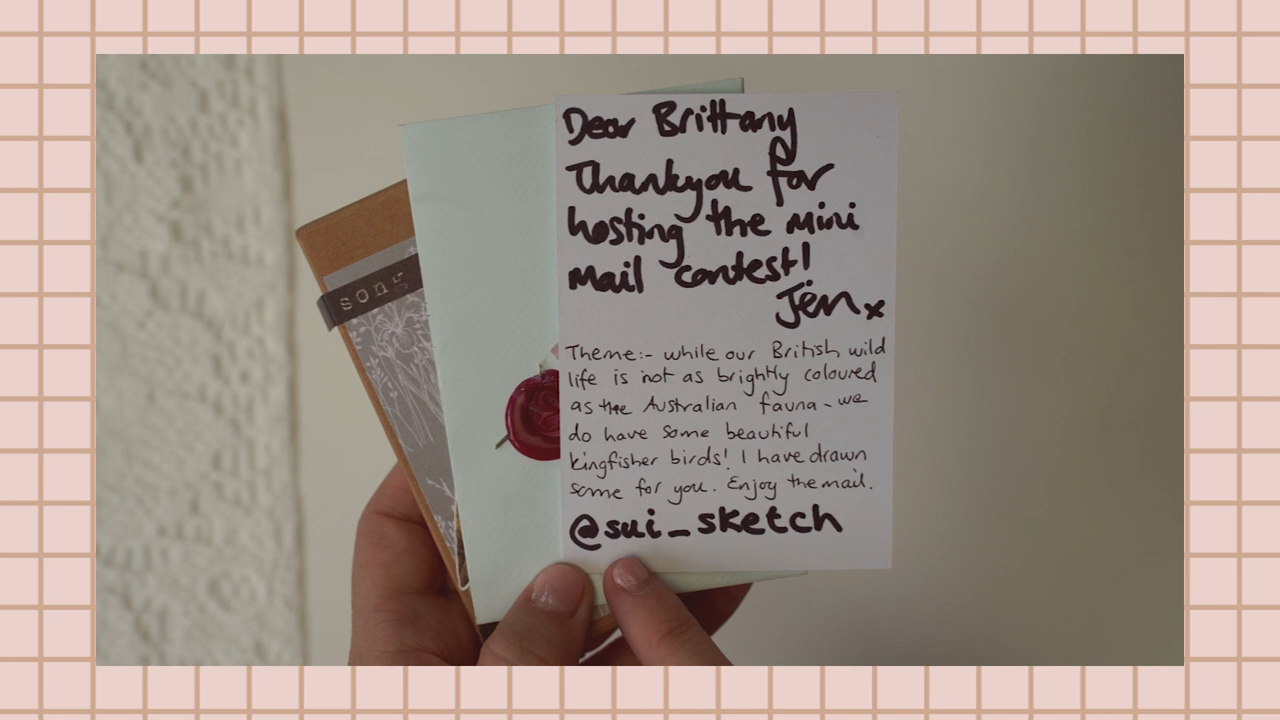 song
Dear Brittany
Thankyou for
hosting the mini
mail contest!
Jen x
Theme:- while our British wild
life is not as brightly coloured
as the Australian fauna - we
do have some beautiful
kingfisher birds! I have drawn
some for you. Enjoy the mail.
@sui_sketch